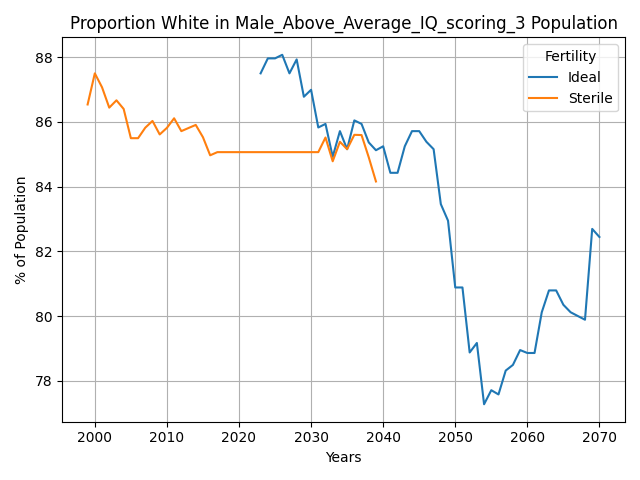 Proportion White in Male_Above_Average_IQ_scoring_3 Population
Fertility
Ideal
Sterile
% of Population
88
86
84
82
80
78
2000 2010 2020 2030 2040 2050 2060 2070
Years